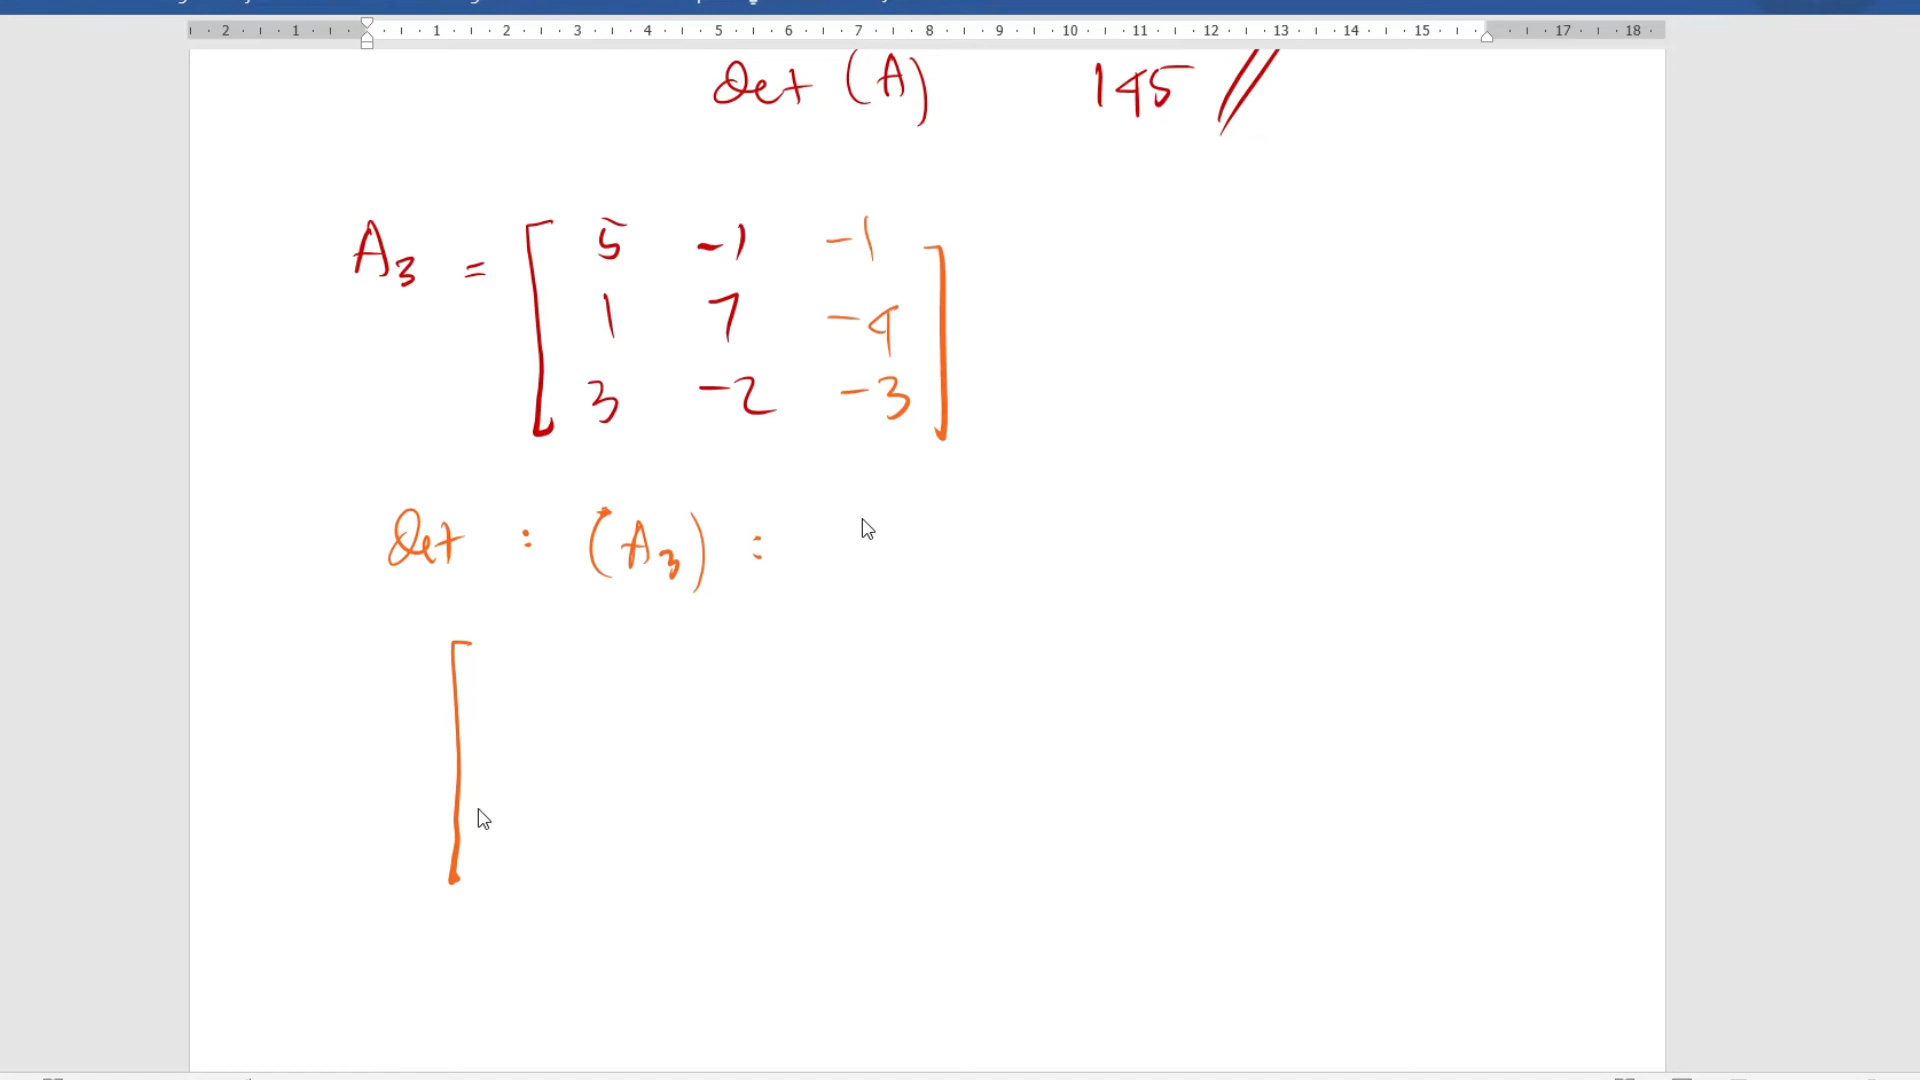 2 1 1 2 3 4 5 6 7 8 9 10 11 12 13 14 15 17 18
Det (A) 145 //
A3 = [ 5 -1 -1
1 7 -4
3 -2 -3 ]
Det : (A3) :
[